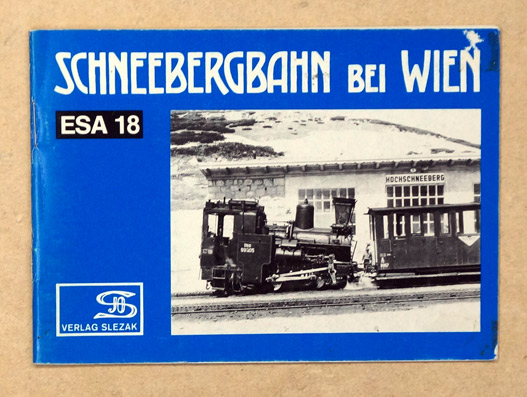 SCHNEEBERGBAHN BEI WIEN
ESA 18
HOCHSCHNEEBERG
VERLAG SLEZAK